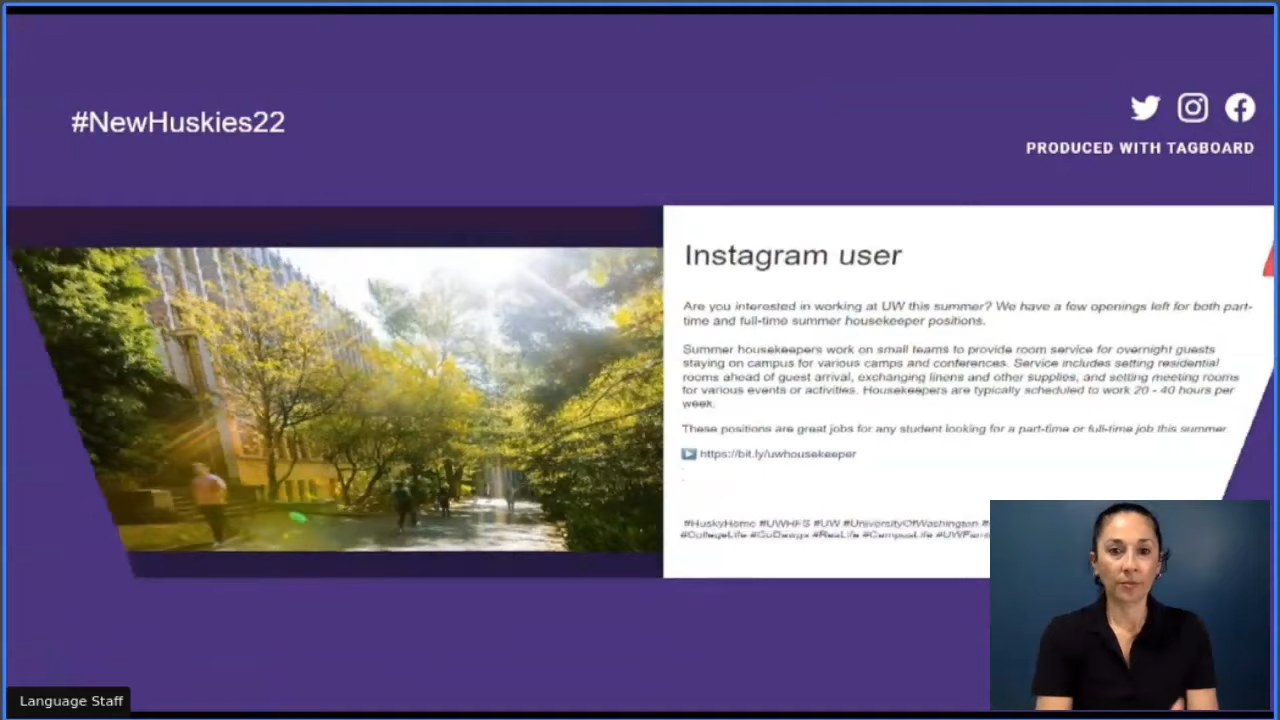 #NewHuskies22
PRODUCED WITH TAGBOARD
Instagram user
Are you interested in working at UW this summer? We have a few openings left for both part-
time and full-time summer housekeeper positions.
Summer housekeepers work on small teams to provide room service for overnight guests
staying on campus for various camps and conferences. Service includes setting residential
rooms ahead of guest arrival, exchanging linens and other supplies, and setting meeting rooms
for various events or activities. Housekeepers are typically scheduled to work 20 - 40 hours per
week.
These positions are great jobs for any student looking for a part-time or full-time job this summer.
https://bit.ly/uwhousekeeper
#HuskyHome #UWHFS #UW #UniversityOfWashington
#CollegeLife #GoDawgs #ResLife #CampusLife
Language Staff